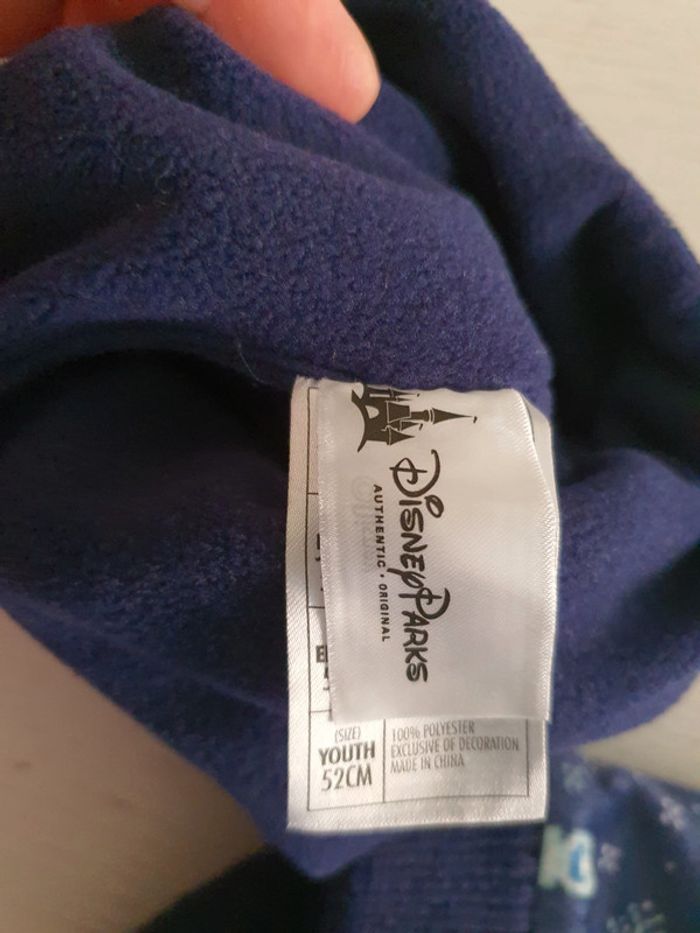 DISNEY PARKS
AUTHENTIC • ORIGINAL
(SIZE)
YOUTH
52CM
100% POLYESTER
EXCLUSIVE OF DECORATION
MADE IN CHINA